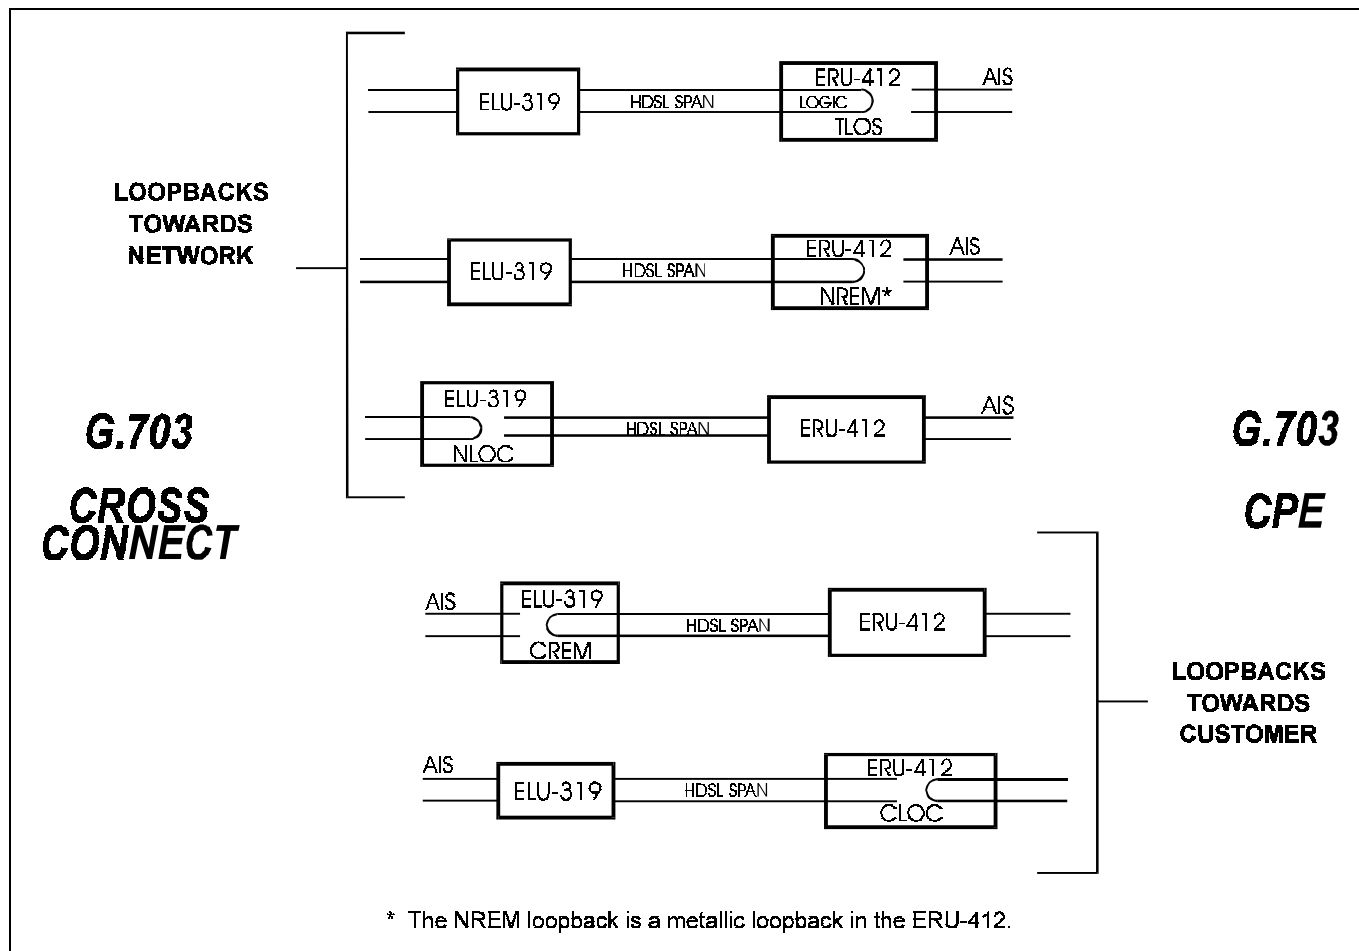 ERU-412
AIS
ELU-319
HDSL SPAN
LOGIC
TLOS
LOOPBACKS
TOWARDS
NETWORK
ERU-412
AIS
ELU-319
HDSL SPAN
NREM*
ELU-319
AIS
HDSL SPAN
ERU-412
NLOC
G.703
CROSS
CONNECT
G.703
CPE
AIS
ELU-319
HDSL SPAN
ERU-412
CREM
LOOPBACKS
TOWARDS
CUSTOMER
AIS
ERU-412
ELU-319
HDSL SPAN
CLOC
* The NREM loopback is a metallic loopback in the ERU-412.